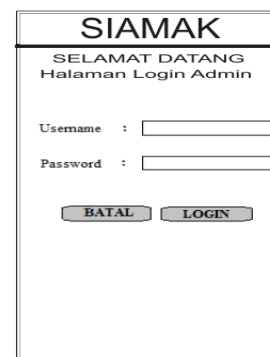 SIAMAK
SELAMAT DATANG
Halaman Login Admin
Username :
Password :
BATAL LOGIN